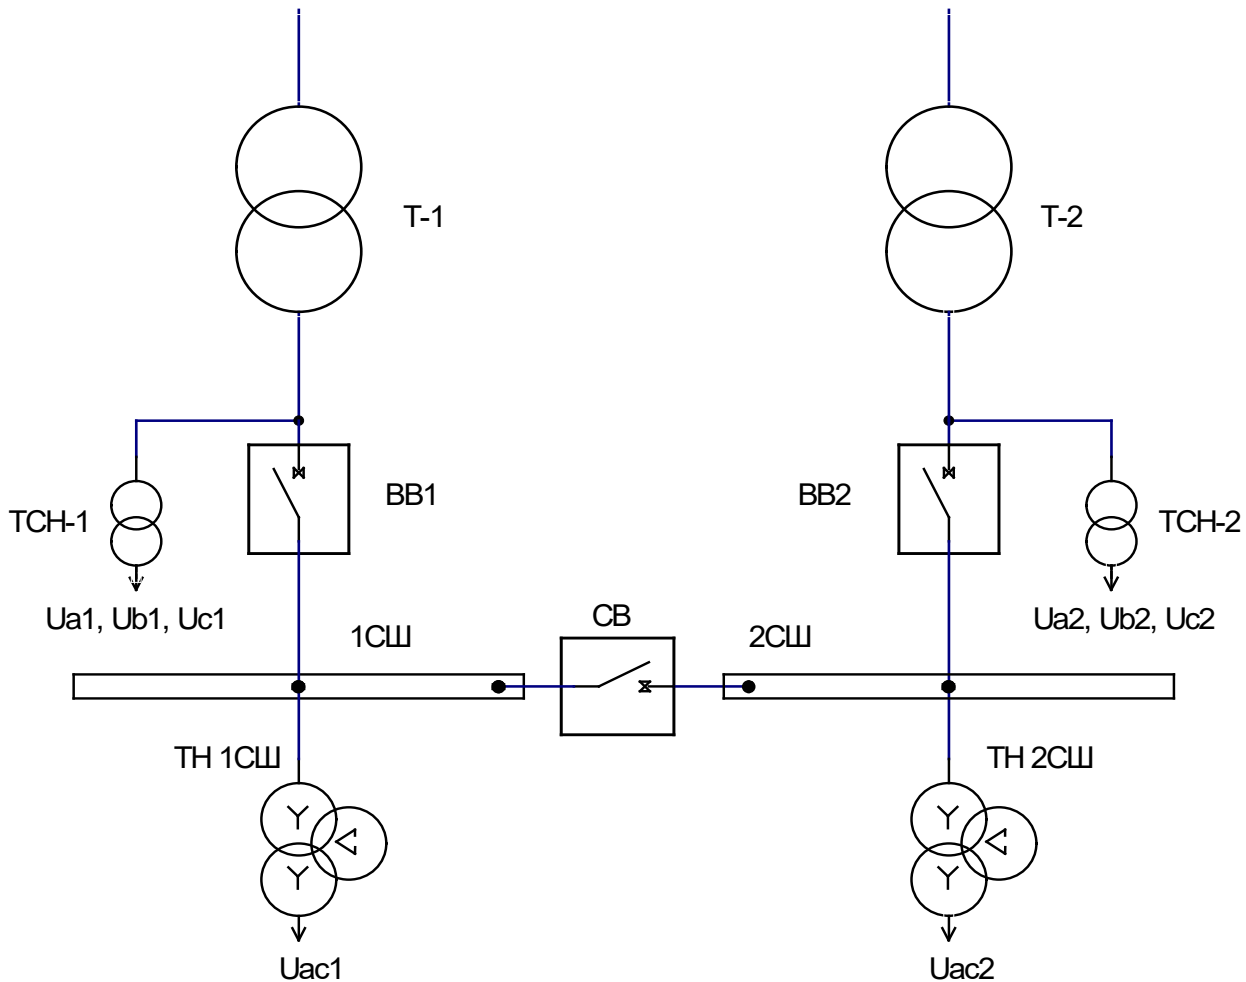 Т-1
Т-2
ВВ1
ВВ2
ТСН-1
ТСН-2
Ua1, Ub1, Uc1
Ua2, Ub2, Uc2
СВ
1СШ
2СШ
ТН 1СШ
ТН 2СШ
Uac1
Uac2